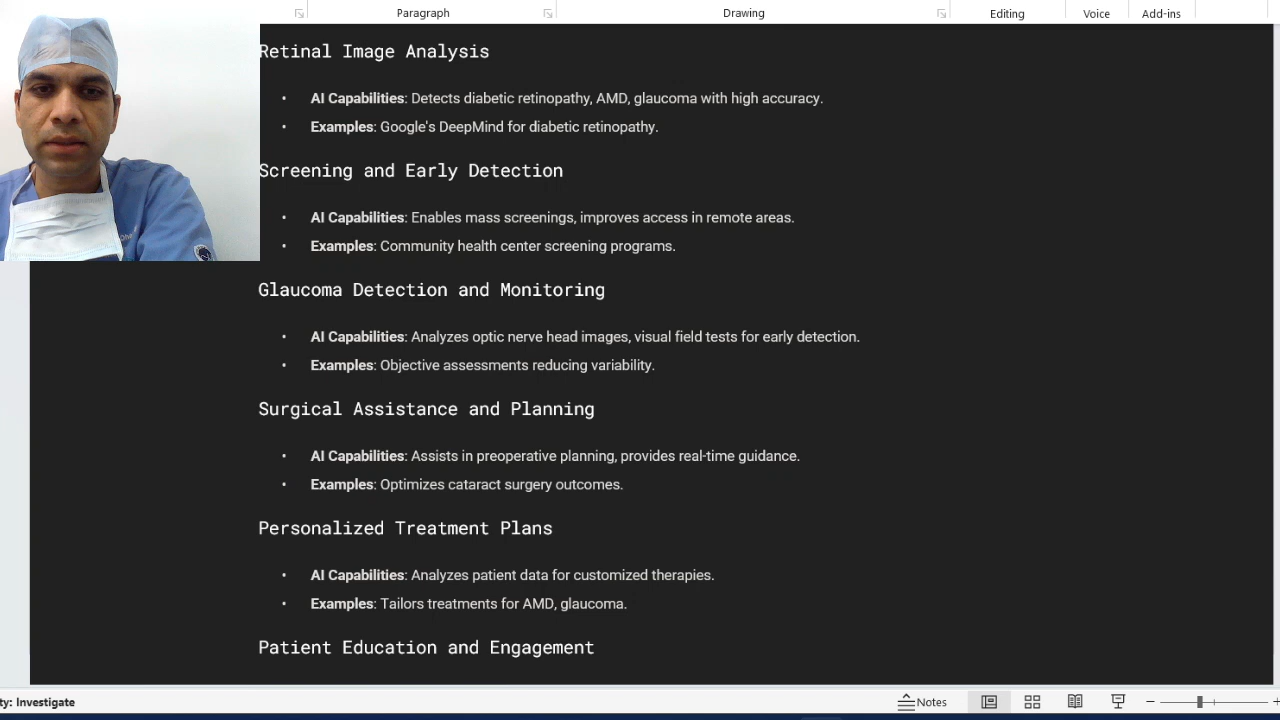 Paragraph
Drawing
Editing
Voice
Add-ins
Retinal Image Analysis
• AI Capabilities: Detects diabetic retinopathy, AMD, glaucoma with high accuracy.
• Examples: Google's DeepMind for diabetic retinopathy.
Screening and Early Detection
• AI Capabilities: Enables mass screenings, improves access in remote areas.
• Examples: Community health center screening programs.
Glaucoma Detection and Monitoring
• AI Capabilities: Analyzes optic nerve head images, visual field tests for early detection.
• Examples: Objective assessments reducing variability.
Surgical Assistance and Planning
• AI Capabilities: Assists in preoperative planning, provides real-time guidance.
• Examples: Optimizes cataract surgery outcomes.
Personalized Treatment Plans
• AI Capabilities: Analyzes patient data for customized therapies.
• Examples: Tailors treatments for AMD, glaucoma.
Patient Education and Engagement
ty: Investigate
Notes